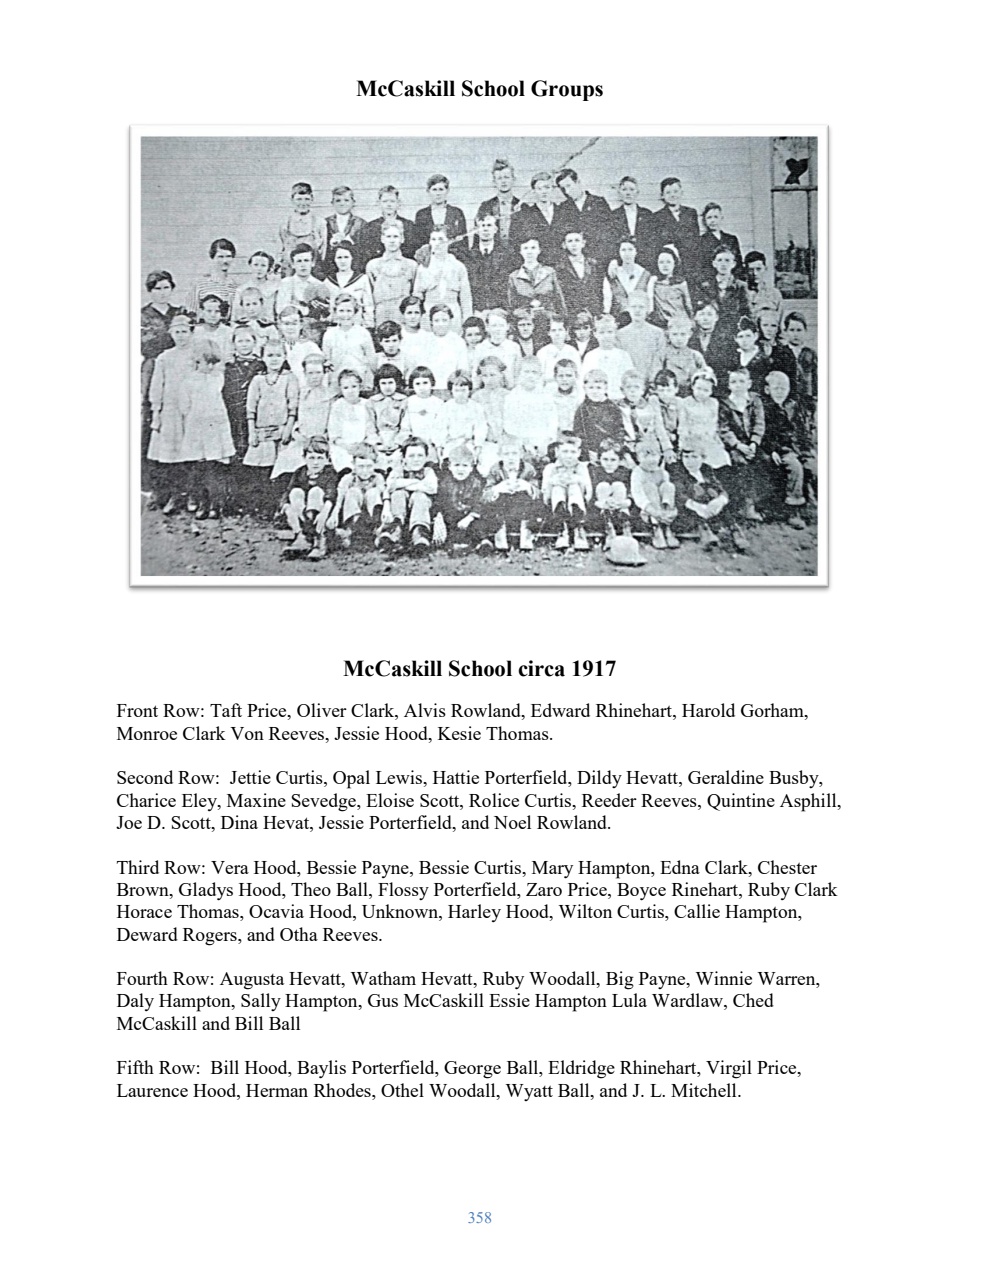 McCaskill School Groups
McCaskill School circa 1917
Front Row: Taft Price, Oliver Clark, Alvis Rowland, Edward Rhinehart, Harold Gorham,
Monroe Clark Von Reeves, Jessie Hood, Kesie Thomas.
Second Row:  Jettie Curtis, Opal Lewis, Hattie Porterfield, Dildy Hevatt, Geraldine Busby,
Charice Eley, Maxine Sevedge, Eloise Scott, Rolice Curtis, Reeder Reeves, Quintine Asphill,
Joe D. Scott, Dina Hevat, Jessie Porterfield, and Noel Rowland.
Third Row: Vera Hood, Bessie Payne, Bessie Curtis, Mary Hampton, Edna Clark, Chester
Brown, Gladys Hood, Theo Ball, Flossy Porterfield, Zaro Price, Boyce Rinehart, Ruby Clark
Horace Thomas, Ocavia Hood, Unknown, Harley Hood, Wilton Curtis, Callie Hampton,
Deward Rogers, and Otha Reeves.
Fourth Row: Augusta Hevatt, Watham Hevatt, Ruby Woodall, Big Payne, Winnie Warren,
Daly Hampton, Sally Hampton, Gus McCaskill Essie Hampton Lula Wardlaw, Ched
McCaskill and Bill Ball
Fifth Row:  Bill Hood, Baylis Porterfield, George Ball, Eldridge Rhinehart, Virgil Price,
Laurence Hood, Herman Rhodes, Othel Woodall, Wyatt Ball, and J. L. Mitchell.
358